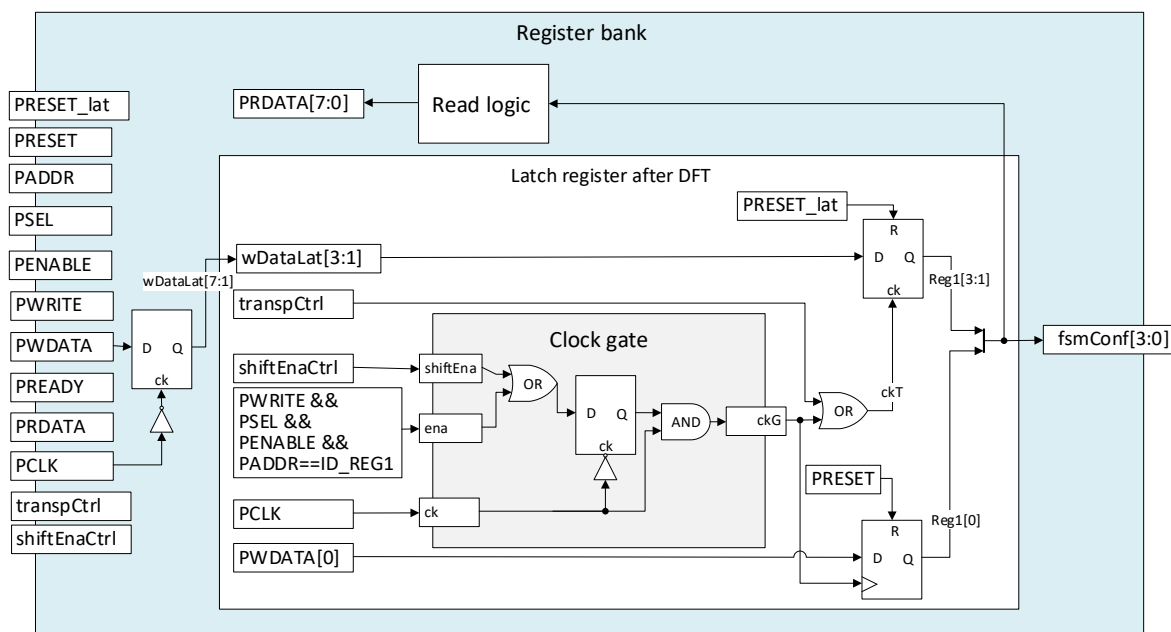 Register bank
PRESET_lat
PRESET
PADDR
PSEL
PENABLE
PWRITE
PWDATA
PREADY
PRDATA
PCLK
transpCtrl
shiftEnaCtrl
D Q
ck
wDataLat[7:1]
PRDATA[7:0]
Read logic
Latch register after DFT
PRESET_lat
wDataLat[3:1]
transpCtrl
shiftEnaCtrl
PWRITE &&
PSEL &&
PENABLE &&
PADDR==ID_REG1
PCLK
PWDATA[0]
Clock gate
shiftEna
ena
ck
OR
D Q
ck
AND
ckG
OR
ckT
R
D Q
ck
Reg1[3:1]
PRESET
R
D Q
Reg1[0]
fsmConf[3:0]